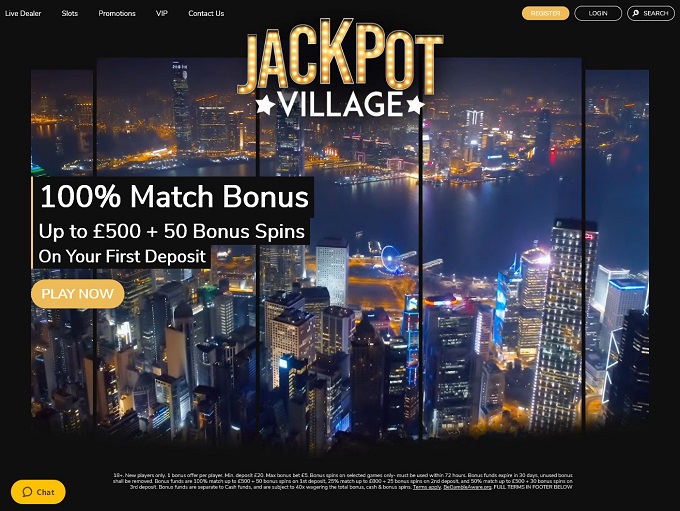 Live Dealer Slots Promotions VIP Contact Us REGISTER LOGIN SEARCH
JACKPOT
VILLAGE
100% Match Bonus
Up to £500 + 50 Bonus Spins
On Your First Deposit
PLAY NOW
18+. New players only. 1 bonus offer per player. Min. deposit £20. Max bonus bet £5. Bonus spins on selected games only- must be used within 72 hours. Bonus funds expire in 30 days, unused bonus
shall be removed. Bonus funds are 100% match up to £500 + 50 bonus spins on 1st deposit, 25% match up to £800 + 25 bonus spins on 2nd deposit, and 50% match up to £500 + 30 bonus spins on
3rd deposit. Bonus funds are separate to Cash funds, and are subject to 40x wagering the total bonus, cash & bonus spins. Terms apply. BeGambleAware.org. FULL TERMS IN FOOTER BELOW
Chat